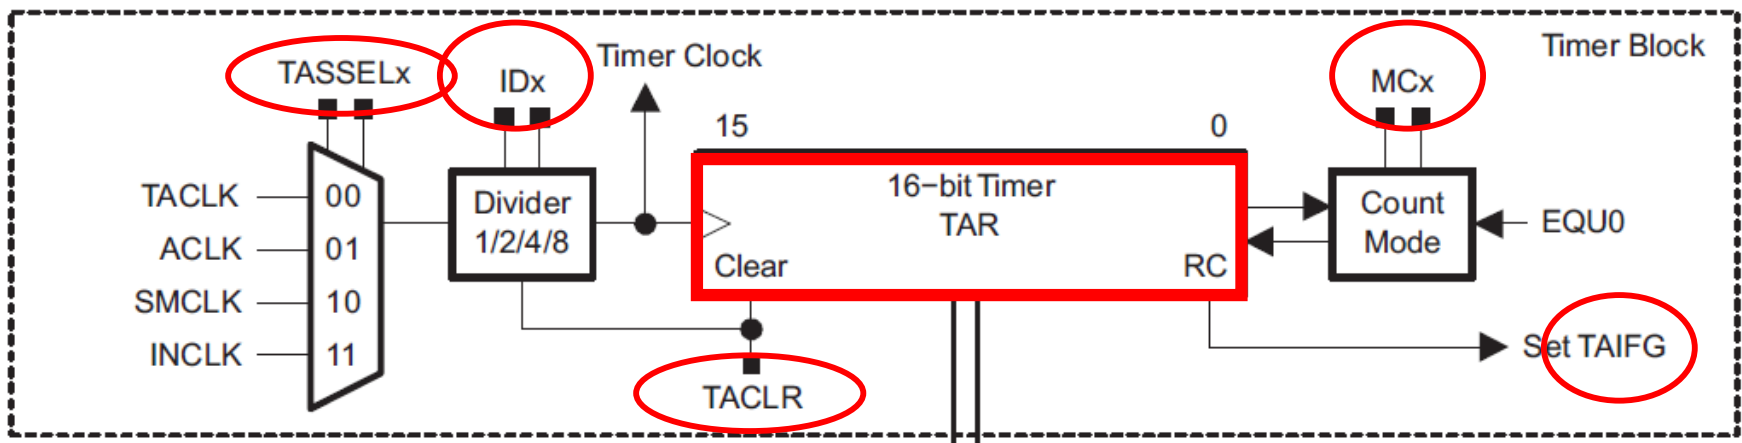 Timer Block
TASSELx
IDx
Timer Clock
MCx
15
0
TACLK
00
ACLK
01
SMCLK
10
INCLK
11
Divider
1/2/4/8
16−bit Timer
TAR
Clear
RC
Count
Mode
EQU0
Set TAIFG
TACLR